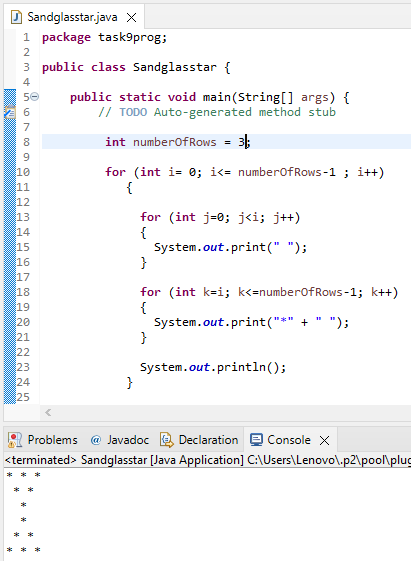 Sandglasstar.java
1 package task9prog;
2
3 public class Sandglasstar {
4
5 public static void main(String[] args) {
6 // TODO Auto-generated method stub
7
8 int numberOfRows = 3;
9
10 for (int i= 0; i<= numberOfRows-1 ; i++)
11 {
12
13 for (int j=0; j<i; j++)
14 {
15 System.out.print(" ");
16 }
17
18 for (int k=i; k<=numberOfRows-1; k++)
19 {
20 System.out.print("*" + " ");
21 }
22
23 System.out.println();
24 }
25
Problems @ Javadoc Declaration Console
<terminated> Sandglasstar [Java Application] C:\Users\Lenovo\.p2\pool\plug
* * *
* *
*
*
* *
* * *